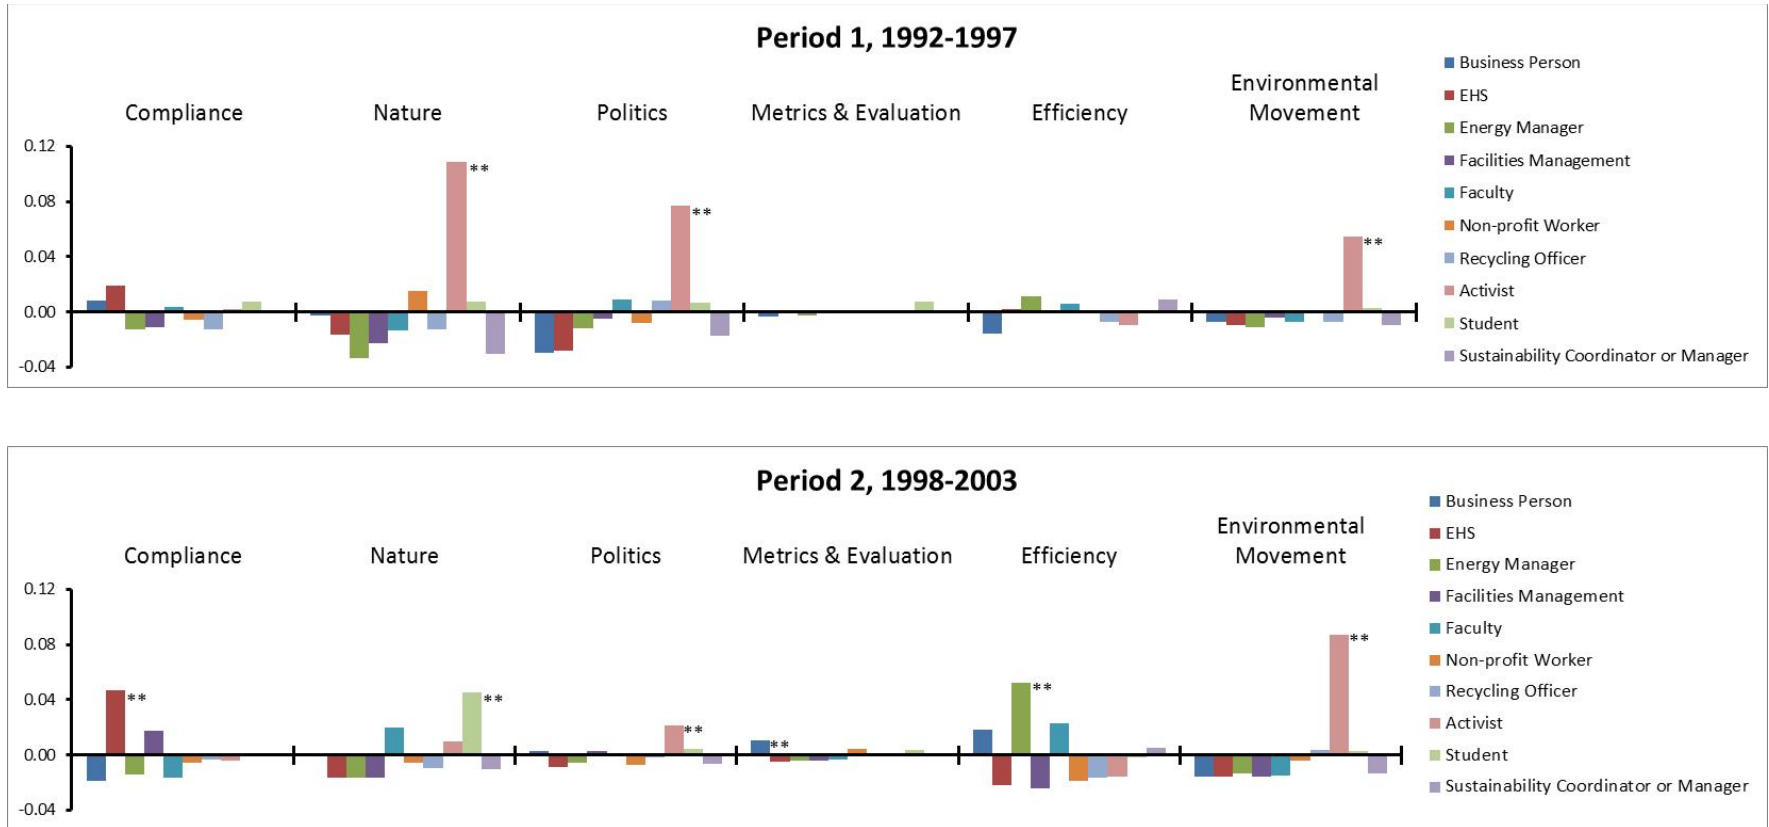 Period 1, 1992-1997
Compliance
Nature
Politics
Metrics & Evaluation
Efficiency
Environmental
Movement
0.12
0.08
0.04
0.00
-0.04
**
**
**
Business Person
EHS
Energy Manager
Facilities Management
Faculty
Non-profit Worker
Recycling Officer
Activist
Student
Sustainability Coordinator or Manager
Period 2, 1998-2003
Compliance
Nature
Politics
Metrics & Evaluation
Efficiency
Environmental
Movement
0.12
0.08
0.04
0.00
-0.04
**
**
**
**
**
**
Business Person
EHS
Energy Manager
Facilities Management
Faculty
Non-profit Worker
Recycling Officer
Activist
Student
Sustainability Coordinator or Manager